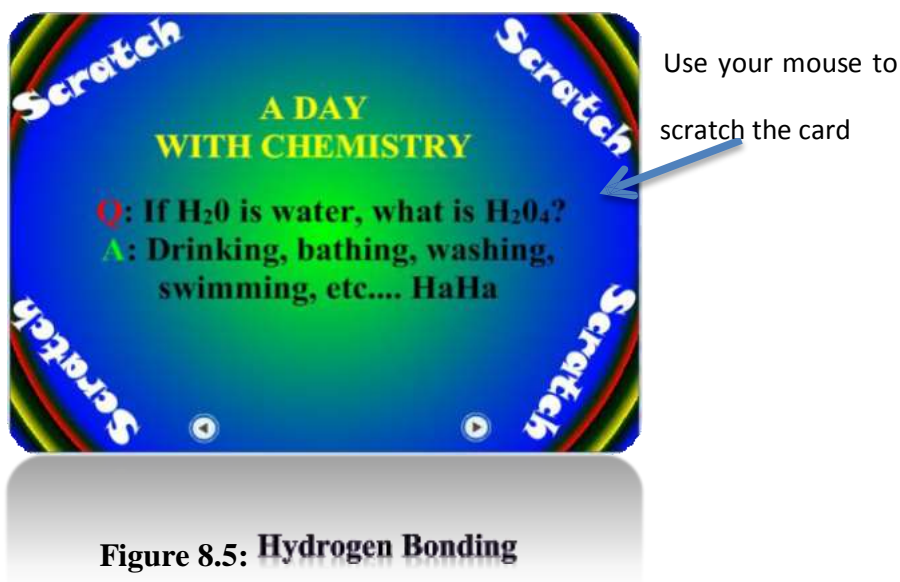 Scratch
Scratch
Use your mouse to
scratch the card
A DAY
WITH CHEMISTRY
Q: If H₂0 is water, what is H₂0₄?
A: Drinking, bathing, washing,
swimming, etc.... HaHa
Scratch
Scratch
Figure 8.5: Hydrogen Bonding